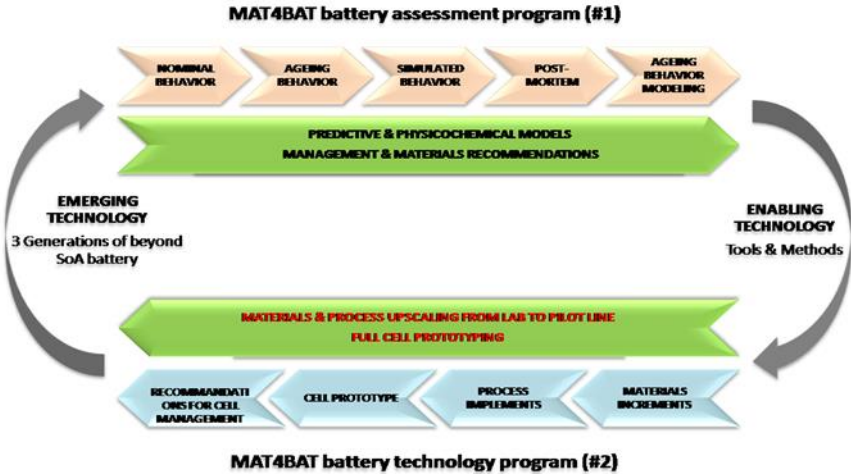 MAT4BAT battery assessment program (#1)
NOMINAL
BEHAVIOR
AGEING
BEHAVIOR
SIMULATED
BEHAVIOR
POST-
MORTEM
AGEING
BEHAVIOR
MODELING
PREDICTIVE & PHYSICOCHEMICAL MODELS
MANAGEMENT & MATERIALS RECOMMENDATIONS
EMERGING
TECHNOLOGY
3 Generations of beyond
SoA battery
ENABLING
TECHNOLOGY
Tools & Methods
MATERIALS & PROCESS UPSCALING FROM LAB TO PILOT LINE
FULL CELL PROTOTYPING
RECOMMANDATI
ONS FOR CELL
MANAGEMENT
CELL PROTOTYPE
PROCESS
IMPLEMENTS
MATERIALS
INCREMENTS
MAT4BAT battery technology program (#2)